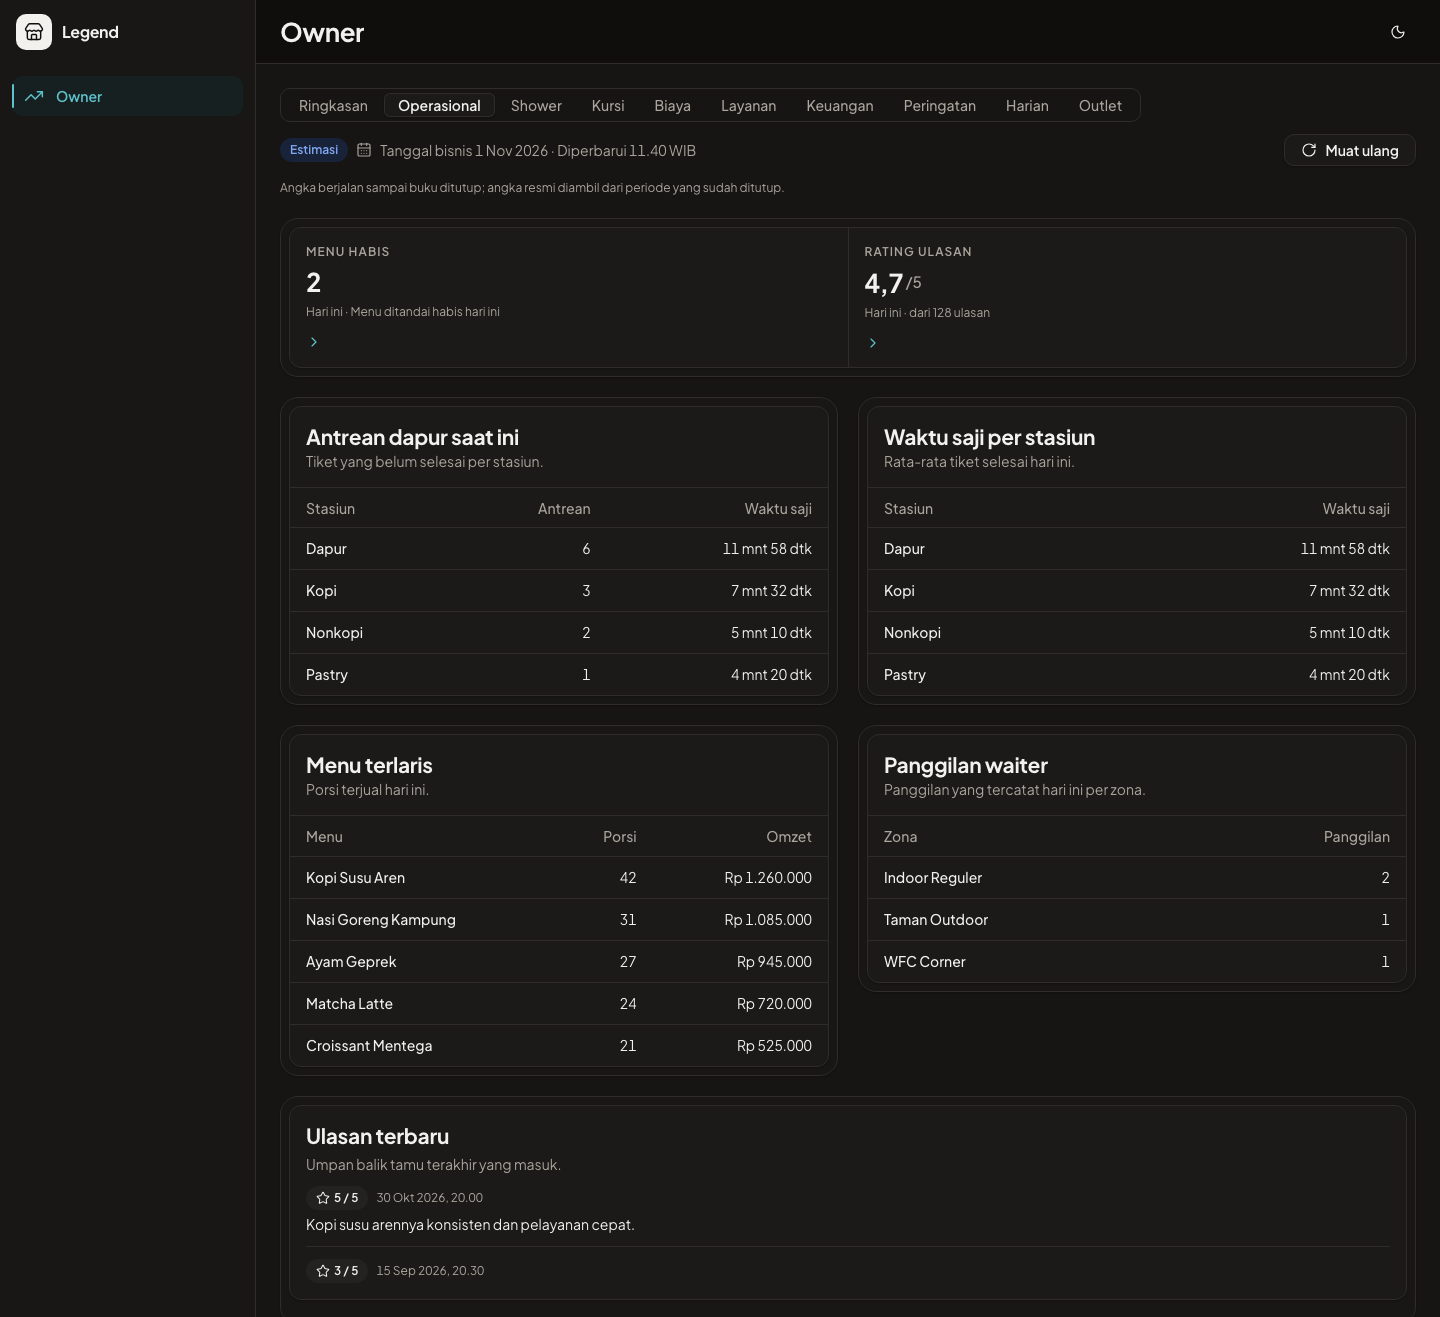 Legend
Owner
Owner
Ringkasan Operasional Shower Kursi Biaya Layanan Keuangan Peringatan Harian Outlet
Estimasi Tanggal bisnis 1 Nov 2026 · Diperbarui 11.40 WIB Muat ulang
Angka berjalan sampai buku ditutup; angka resmi diambil dari periode yang sudah ditutup.
MENU HABIS
2
Hari ini · Menu ditandai habis hari ini
RATING ULASAN
4,7 /5
Hari ini · dari 128 ulasan
Antrean dapur saat ini
Tiket yang belum selesai per stasiun.
Stasiun Antrean Waktu saji
Dapur 6 11 mnt 58 dtk
Kopi 3 7 mnt 32 dtk
Nonkopi 2 5 mnt 10 dtk
Pastry 1 4 mnt 20 dtk
Waktu saji per stasiun
Rata-rata tiket selesai hari ini.
Stasiun Waktu saji
Dapur 11 mnt 58 dtk
Kopi 7 mnt 32 dtk
Nonkopi 5 mnt 10 dtk
Pastry 4 mnt 20 dtk
Menu terlaris
Porsi terjual hari ini.
Menu Porsi Omzet
Kopi Susu Aren 42 Rp 1.260.000
Nasi Goreng Kampung 31 Rp 1.085.000
Ayam Geprek 27 Rp 945.000
Matcha Latte 24 Rp 720.000
Croissant Mentega 21 Rp 525.000
Panggilan waiter
Panggilan yang tercatat hari ini per zona.
Zona Panggilan
Indoor Reguler 2
Taman Outdoor 1
WFC Corner 1
Ulasan terbaru
Umpan balik tamu terakhir yang masuk.
5 / 5 30 Okt 2026, 20.00
Kopi susu arennya konsisten dan pelayanan cepat.
3 / 5 15 Sep 2026, 20.30